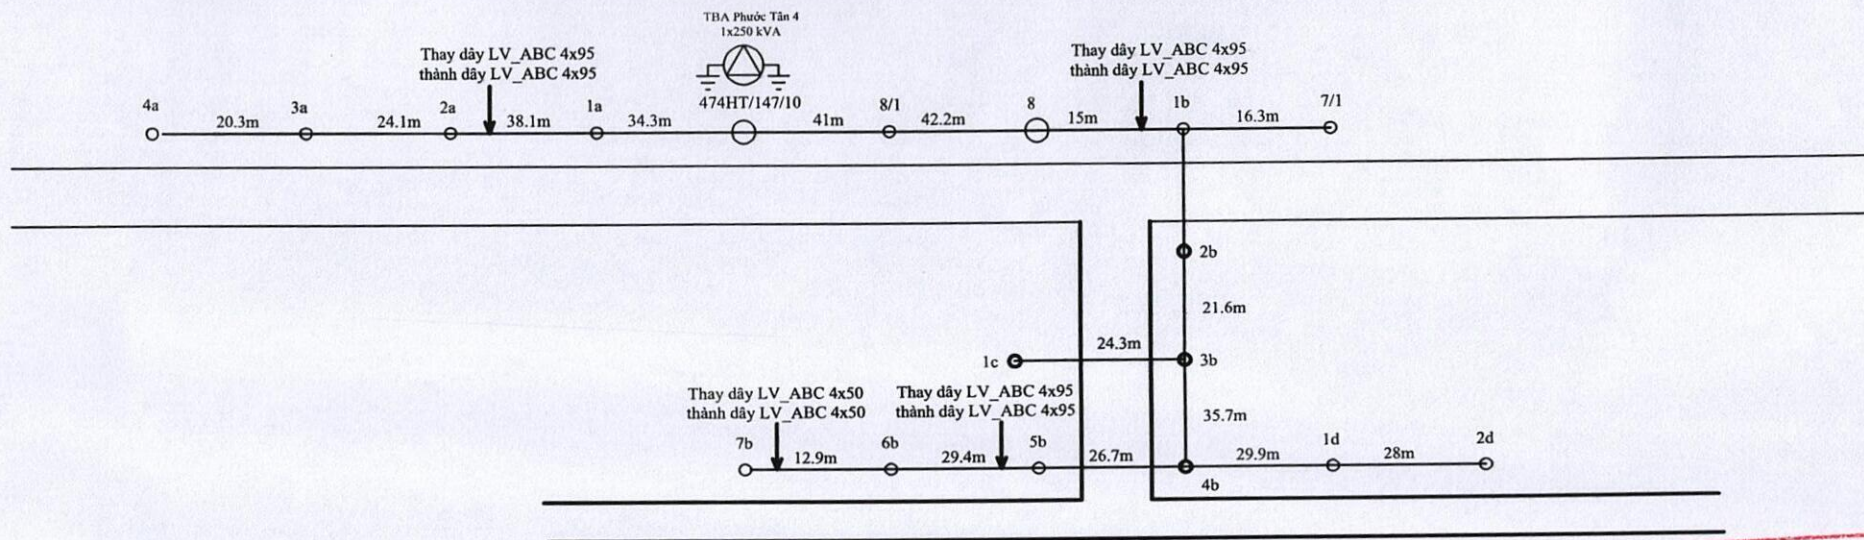 TBA Phước Tân 4
1x250 kVA
Thay dây LV_ABC 4x95
thành dây LV_ABC 4x95
Thay dây LV_ABC 4x95
thành dây LV_ABC 4x95
4a
20.3m
3a
24.1m
2a
38.1m
1a
34.3m
474HT/147/10
41m
8/1
42.2m
8
15m
1b
16.3m
7/1
2b
21.6m
1c
24.3m
3b
Thay dây LV_ABC 4x50
thành dây LV_ABC 4x50
Thay dây LV_ABC 4x95
thành dây LV_ABC 4x95
35.7m
7b
12.9m
6b
29.4m
5b
26.7m
4b
29.9m
1d
28m
2d